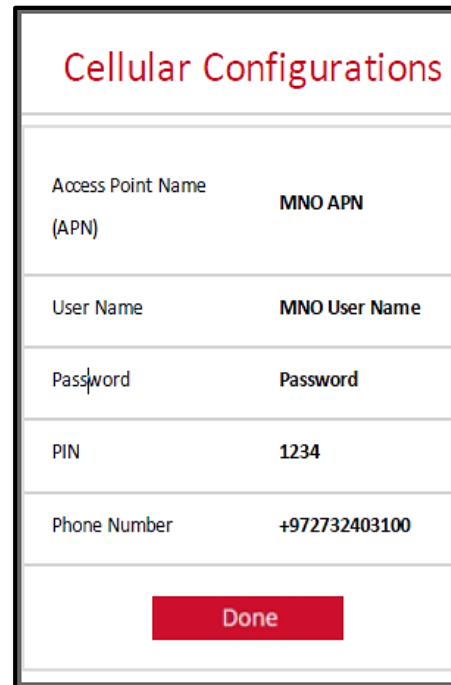 Cellular Configurations
Access Point Name
(APN)
MNO APN
User Name
MNO User Name
Password
Password
PIN
1234
Phone Number
+972732403100
Done